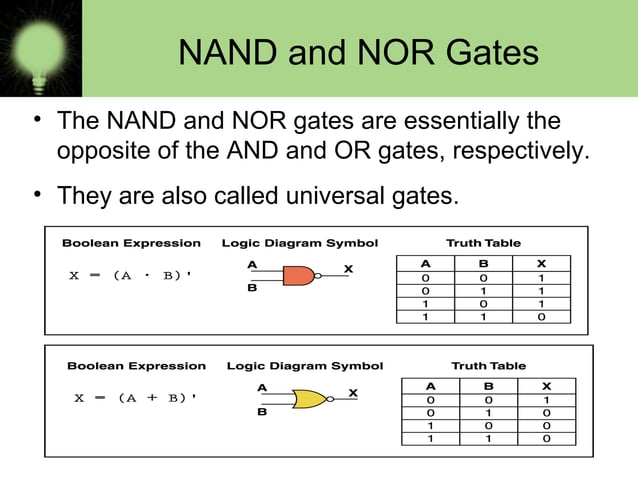 NAND and NOR Gates
• The NAND and NOR gates are essentially the
opposite of the AND and OR gates, respectively.
• They are also called universal gates.
Boolean Expression Logic Diagram Symbol Truth Table
X = (A · B)'
A
B
X
A B X
0 0 1
0 1 1
1 0 1
1 1 0
Boolean Expression Logic Diagram Symbol Truth Table
X = (A + B)'
A
B
X
A B X
0 0 1
0 1 0
1 0 0
1 1 0